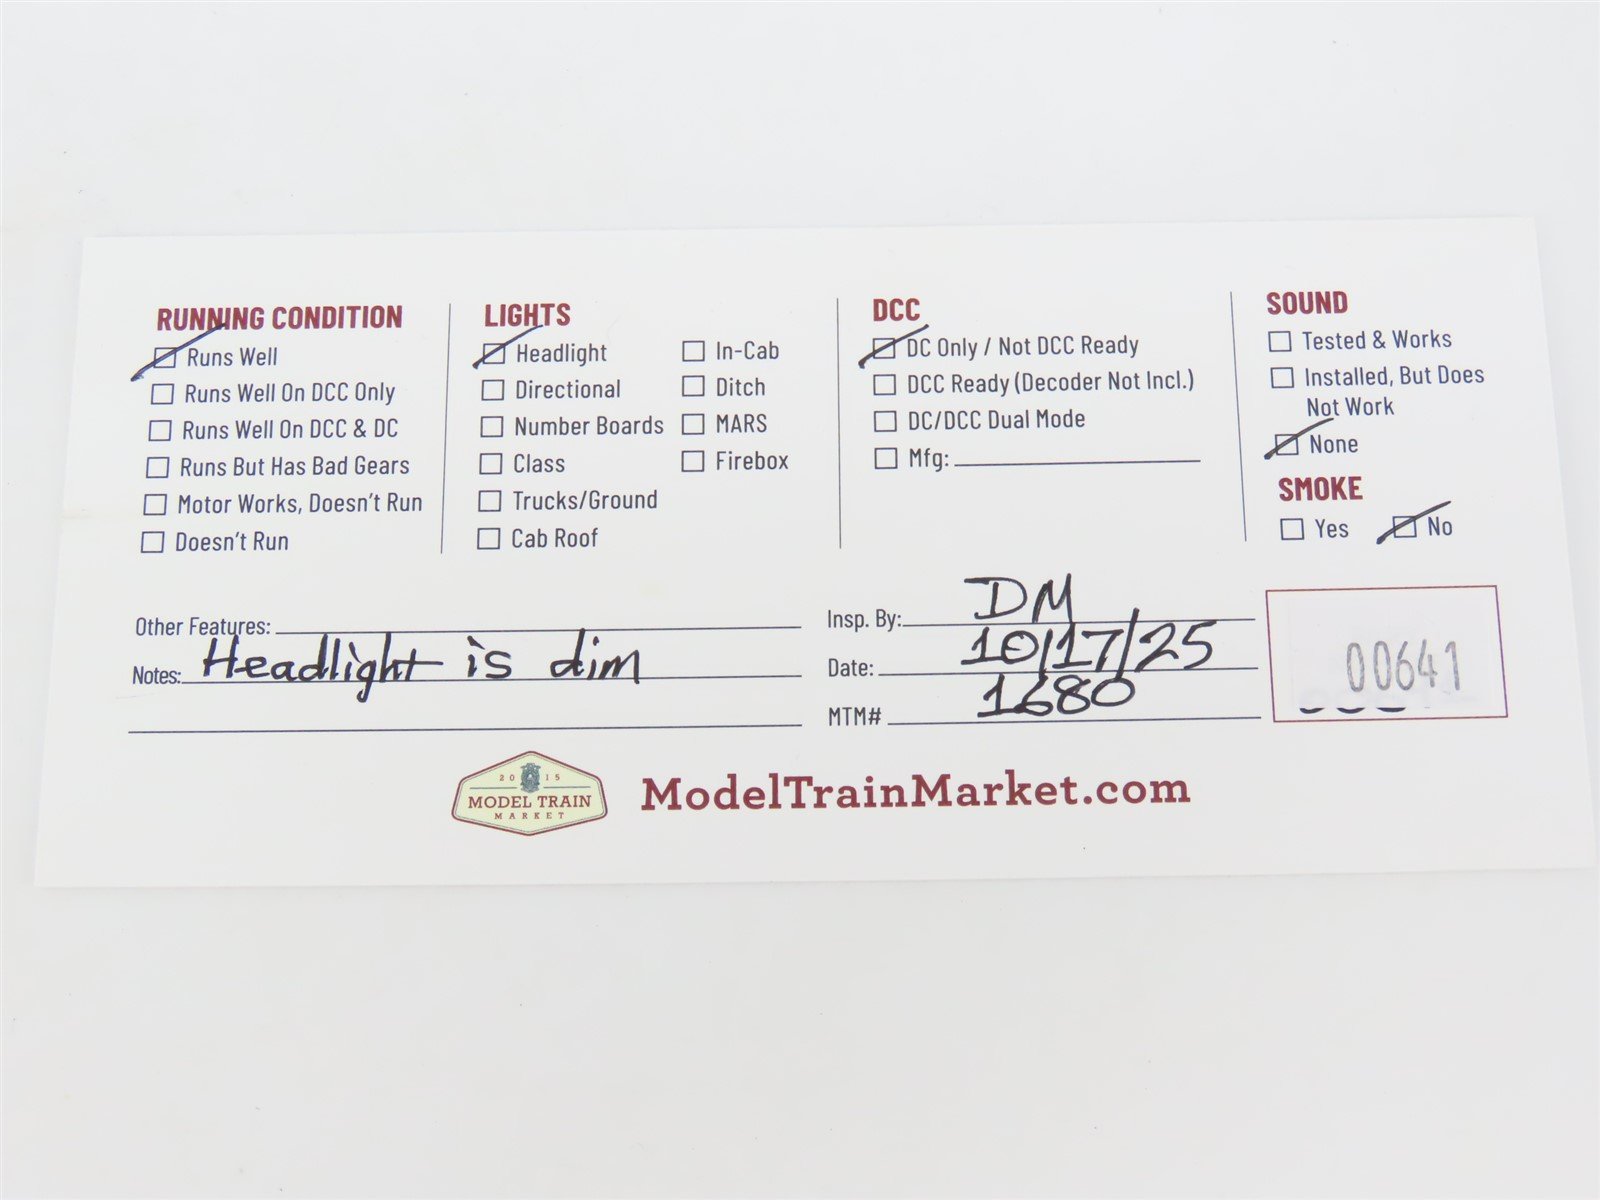 RUNNING CONDITION
Runs Well
Runs Well On DCC Only
Runs Well On DCC & DC
Runs But Has Bad Gears
Motor Works, Doesn't Run
Doesn't Run
LIGHTS
Headlight
Directional
Number Boards
Class
Trucks/Ground
Cab Roof
In-Cab
Ditch
MARS
Firebox
DCC
DC Only / Not DCC Ready
DCC Ready (Decoder Not Incl.)
DC/DCC Dual Mode
Mfg:
SOUND
Tested & Works
Installed, But Does
Not Work
None
SMOKE
Yes No
Other Features:
Notes: Headlight is dim
Insp. By: DM
Date: 10/17/25
MTM# 1680
00641
2015
MODEL TRAIN
MARKET
ModelTrainMarket.com